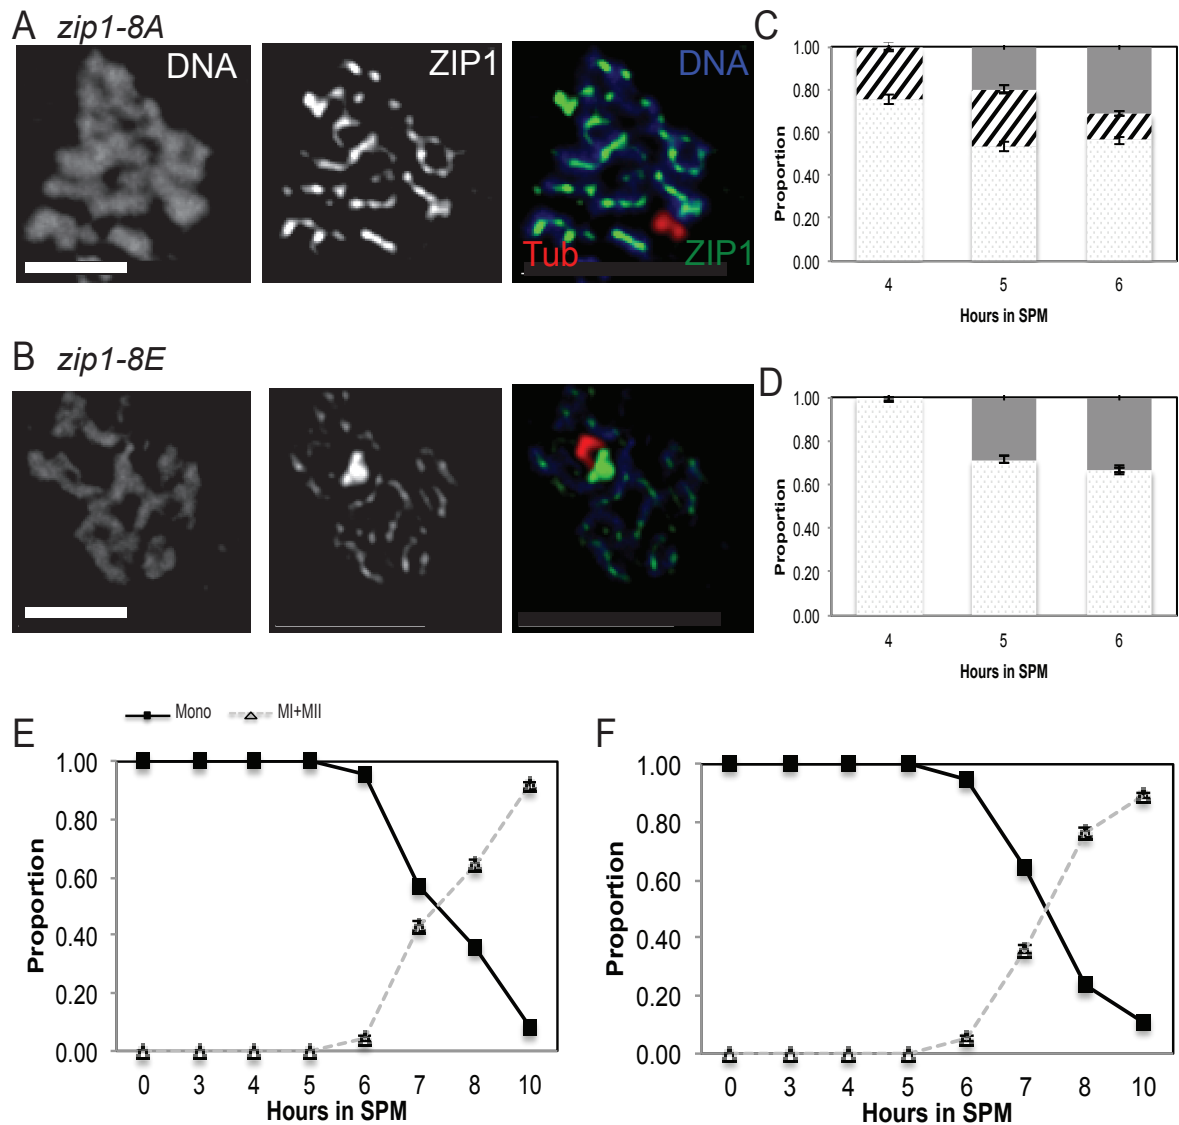 A zip1-8A
DNA
ZIP1
DNA
Tub
ZIP1
C
1.00
0.80
0.60
0.40
0.20
0.00
Proportion
4 5 6
Hours in SPM
B zip1-8E
D
1.00
0.80
0.60
0.40
0.20
0.00
Proportion
4 5 6
Hours in SPM
Mono MI+MII
E
1.00
0.80
0.60
0.40
0.20
0.00
Proportion
0 3 4 5 6 7 8 10
Hours in SPM
F
1.00
0.80
0.60
0.40
0.20
0.00
Proportion
0 3 4 5 6 7 8 10
Hours in SPM